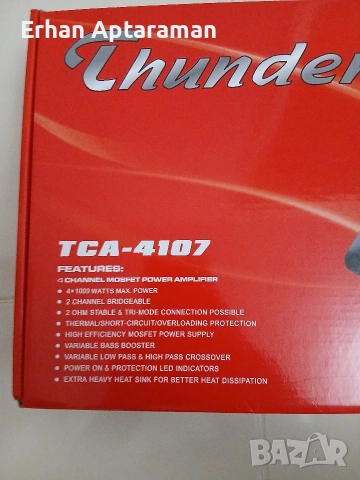 Erhan Aptaraman
Thunder
TCA-4107
FEATURES:
4 CHANNEL MOSFET POWER AMPLIFIER
• 4×1000 WATTS MAX. POWER
• 2 CHANNEL BRIDGEABLE
• 2 OHM STABLE & TRI-MODE CONNECTION POSSIBLE
• THERMAL/SHORT-CIRCUIT/OVERLOADING PROTECTION
• HIGH EFFICIENCY MOSFET POWER SUPPLY
• VARIABLE BASS BOOSTER
• VARIABLE LOW PASS & HIGH PASS CROSSOVER
• POWER ON & PROTECTION LED INDICATORS
• EXTRA HEAVY HEAT SINK FOR BETTER HEAT DISSIPATION
BAZAR